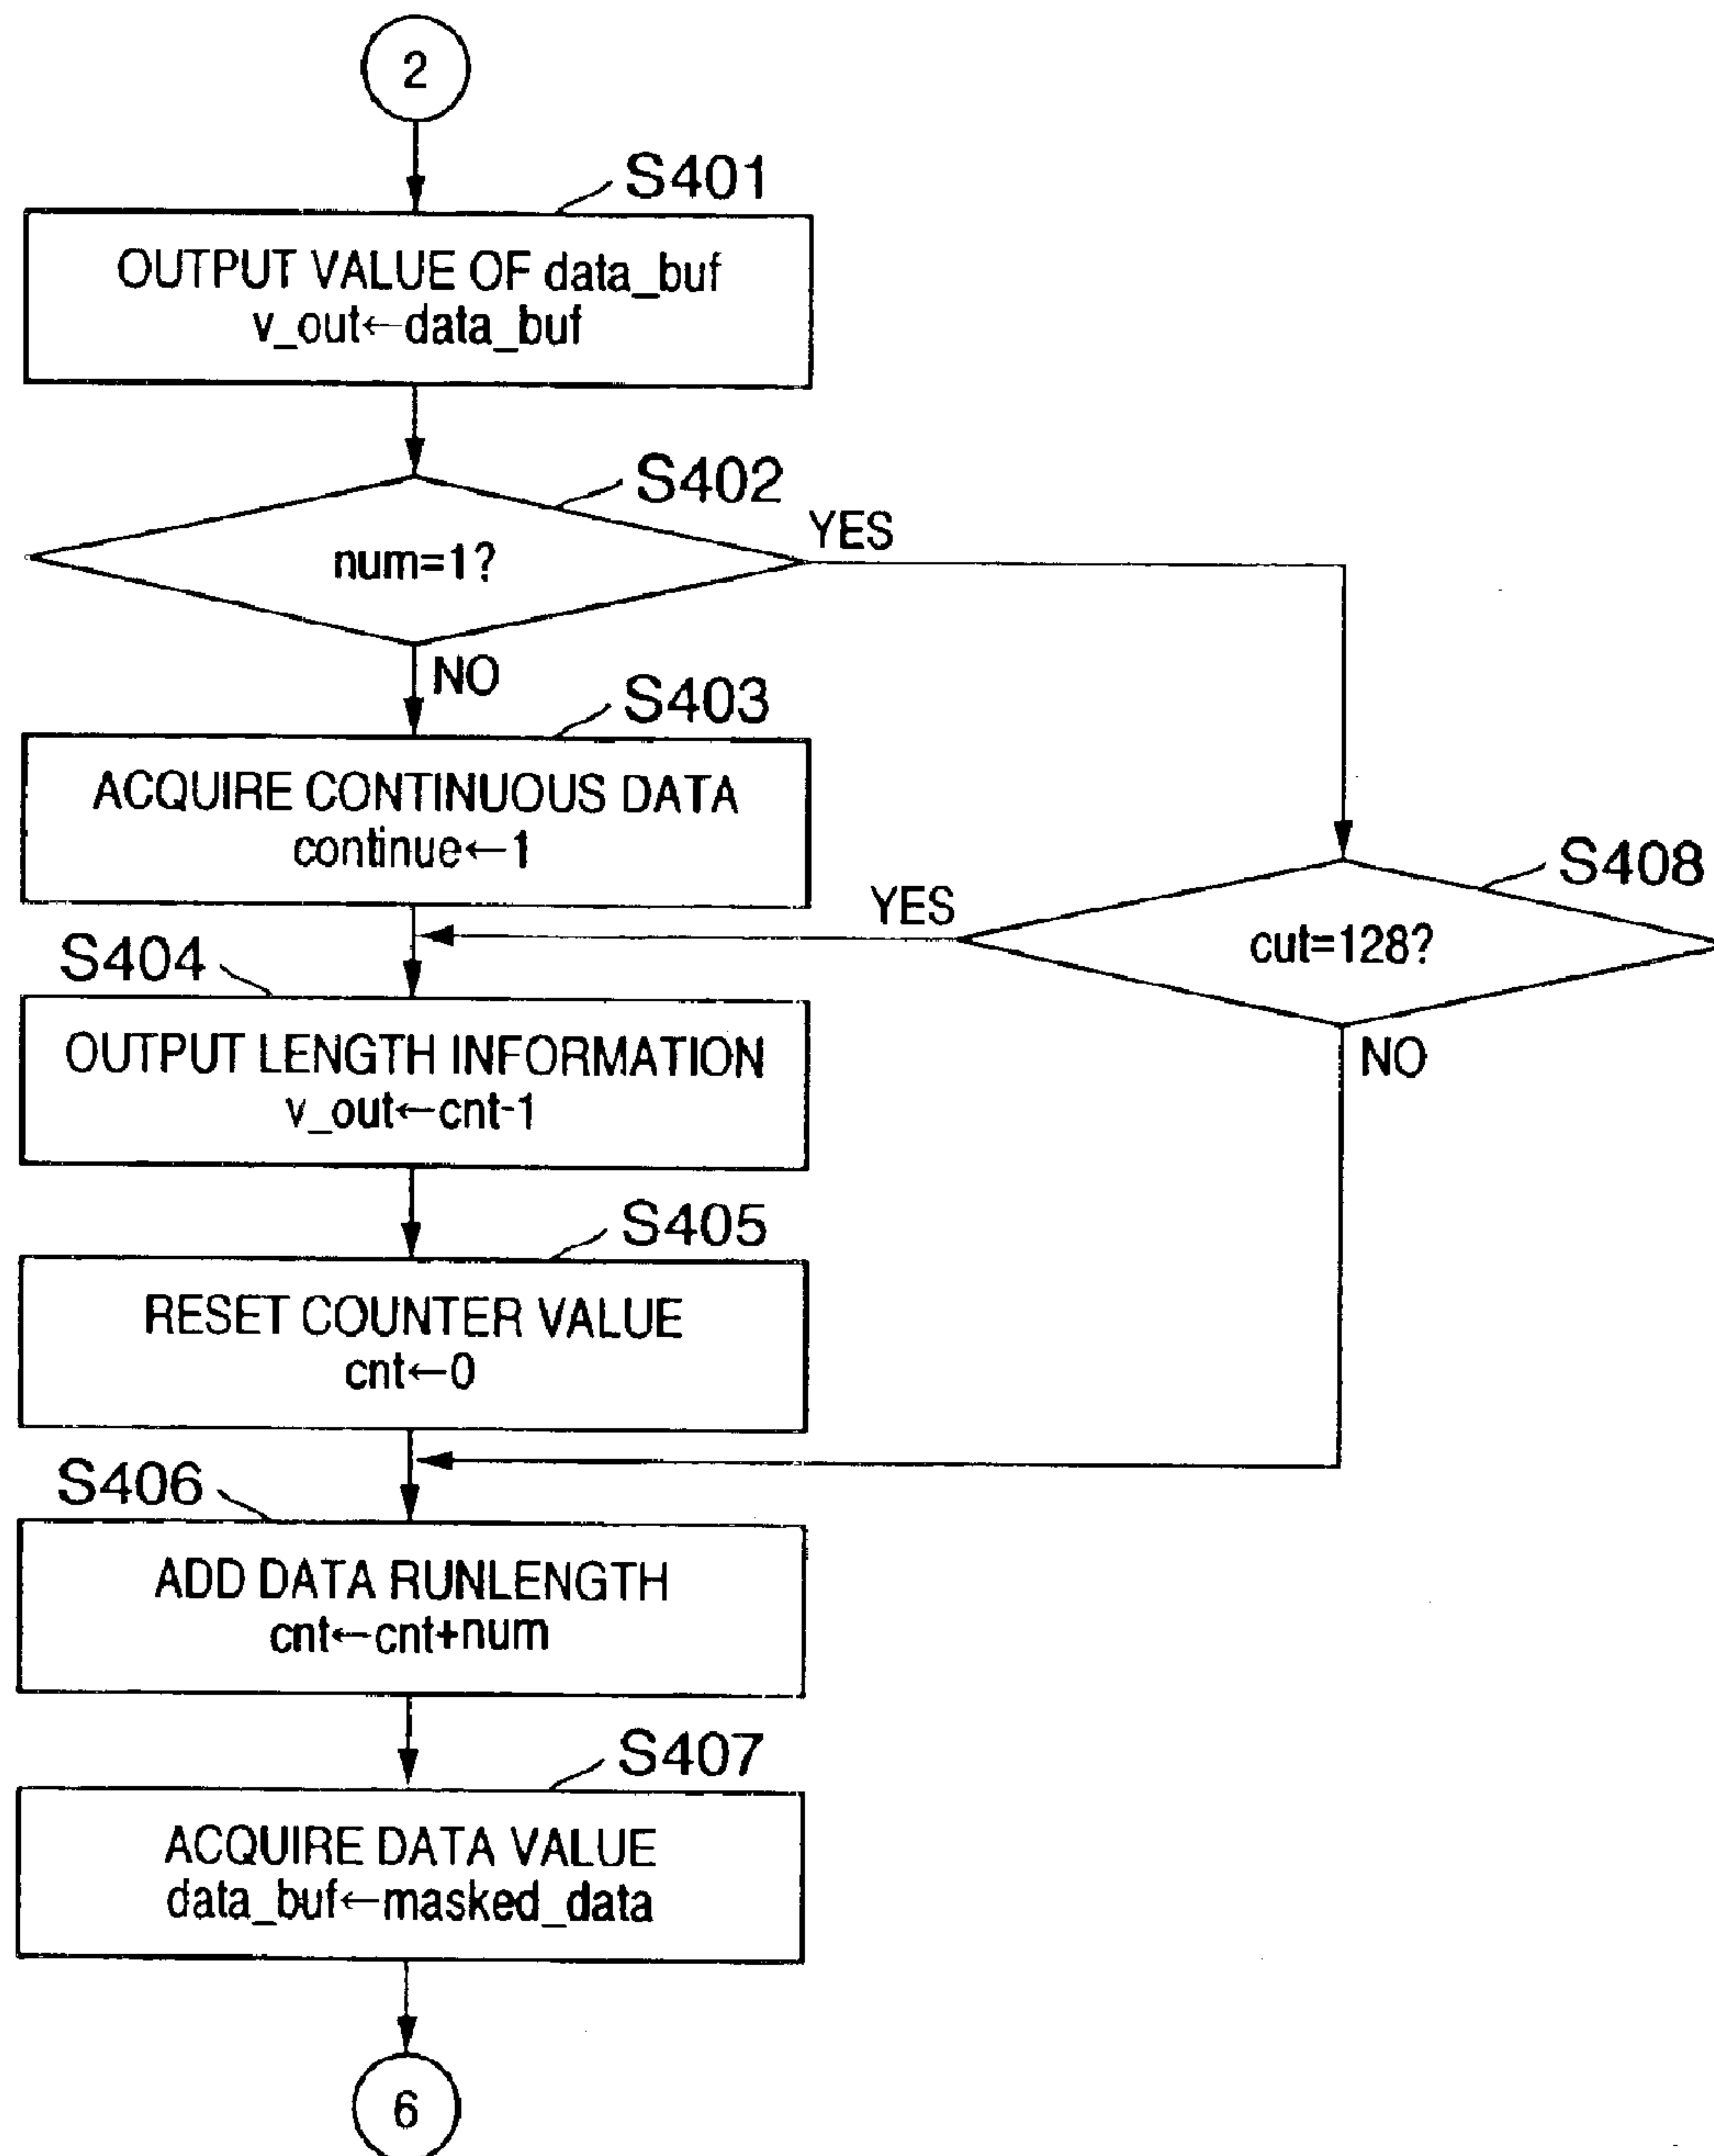 2
S401
OUTPUT VALUE OF data_buf
v_out←data_buf
S402
num=1?
YES
NO
S403
ACQUIRE CONTINUOUS DATA
continue←1
S408
cut=128?
YES
NO
S404
OUTPUT LENGTH INFORMATION
v_out←cnt-1
S405
RESET COUNTER VALUE
cnt←0
S406
ADD DATA RUNLENGTH
cnt←cnt+num
S407
ACQUIRE DATA VALUE
data_buf←masked_data
6